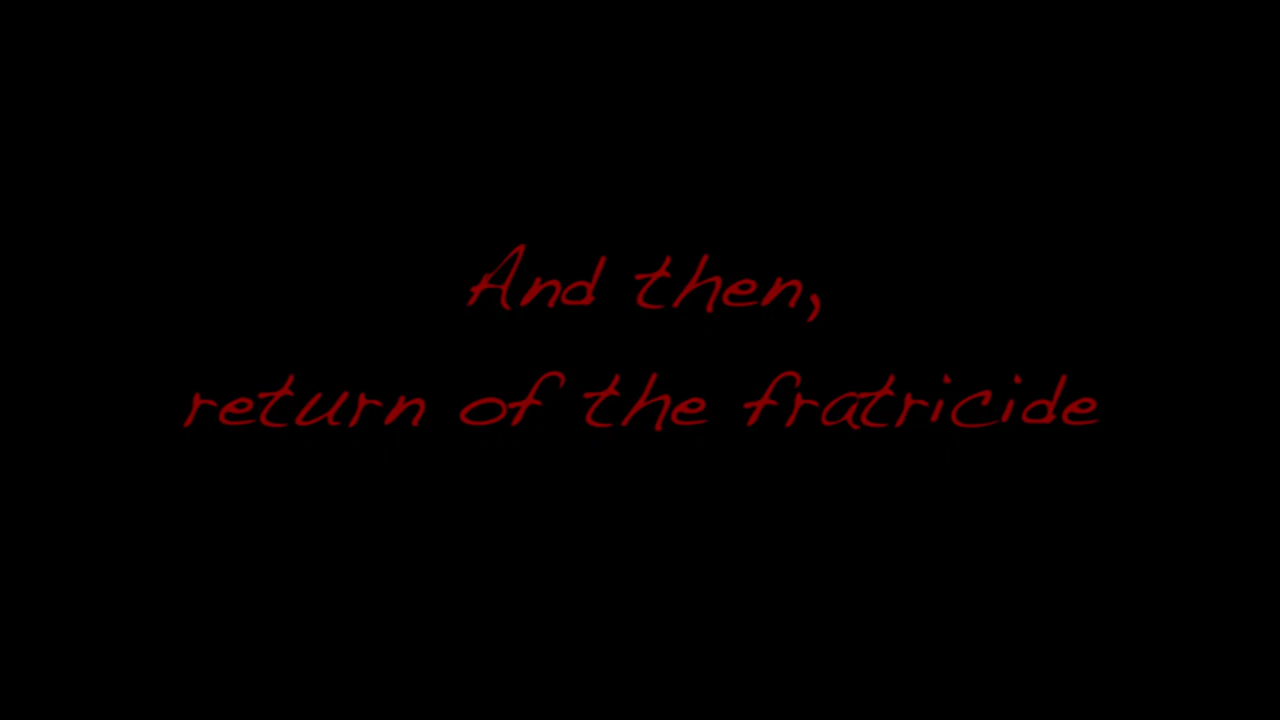 And then,
return of the fratricide